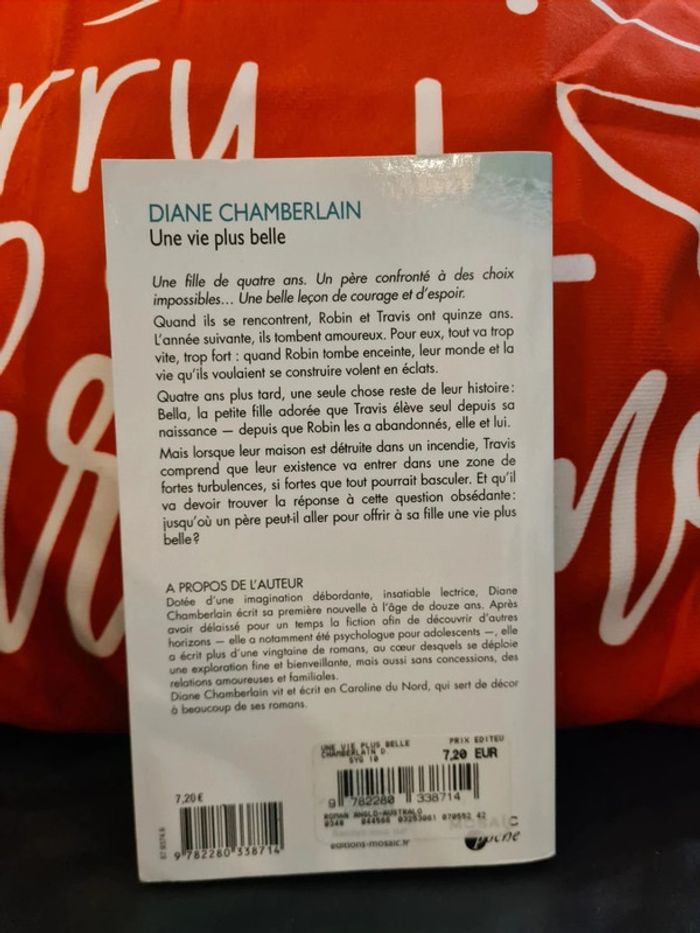 rry
DIANE CHAMBERLAIN
Une vie plus belle
Une fille de quatre ans. Un père confronté à des choix
impossibles... Une belle leçon de courage et d'espoir.
Quand ils se rencontrent, Robin et Travis ont quinze ans.
L'année suivante, ils tombent amoureux. Pour eux, tout va trop
vite, trop fort : quand Robin tombe enceinte, leur monde et la
vie qu'ils voulaient se construire volent en éclats.
Quatre ans plus tard, une seule chose reste de leur histoire :
Bella, la petite fille adorée que Travis élève seul depuis sa
naissance — depuis que Robin les a abandonnés, elle et lui.
Mais lorsque leur maison est détruite dans un incendie, Travis
comprend que leur existence va entrer dans une zone de
fortes turbulences, si fortes que tout pourrait basculer. Et qu'il
va devoir trouver la réponse à cette question obsédante :
jusqu'où un père peut-il aller pour offrir à sa fille une vie plus
belle ?
A PROPOS DE L'AUTEUR
Dotée d'une imagination débordante, insatiable lectrice, Diane
Chamberlain écrit sa première nouvelle à l'âge de douze ans. Après
avoir délaissé pour un temps la fiction afin de découvrir d'autres
horizons — elle a notamment été psychologue pour adolescents —, elle
a écrit plus d'une vingtaine de romans, au cœur desquels se déploie
une exploration fine et bienveillante, mais aussi sans concessions, des
relations amoureuses et familiales.
Diane Chamberlain vit et écrit en Caroline du Nord, qui sert de décor
à beaucoup de ses romans.
UNE VIE PLUS BELLE PRIX EDITEU
CHAMBERLAIN D. 7,20 EUR
SYG 10
9 782280 338714
ROMAN ANGLO-AUSTRALO
7,20 €
9 782280 338714
editions-mosaic.fr
MOSAÏC
poche